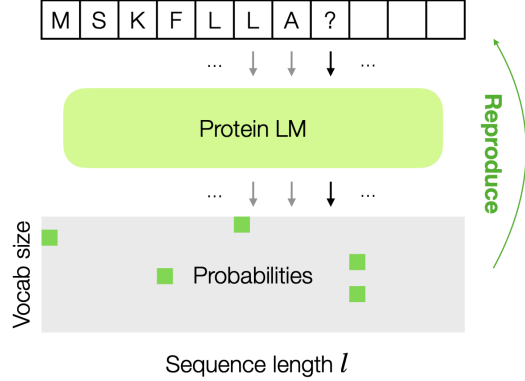 M S K F L L A ?
... ...
Protein LM
Reproduce
... ...
Vocab size
Probabilities
Sequence length l